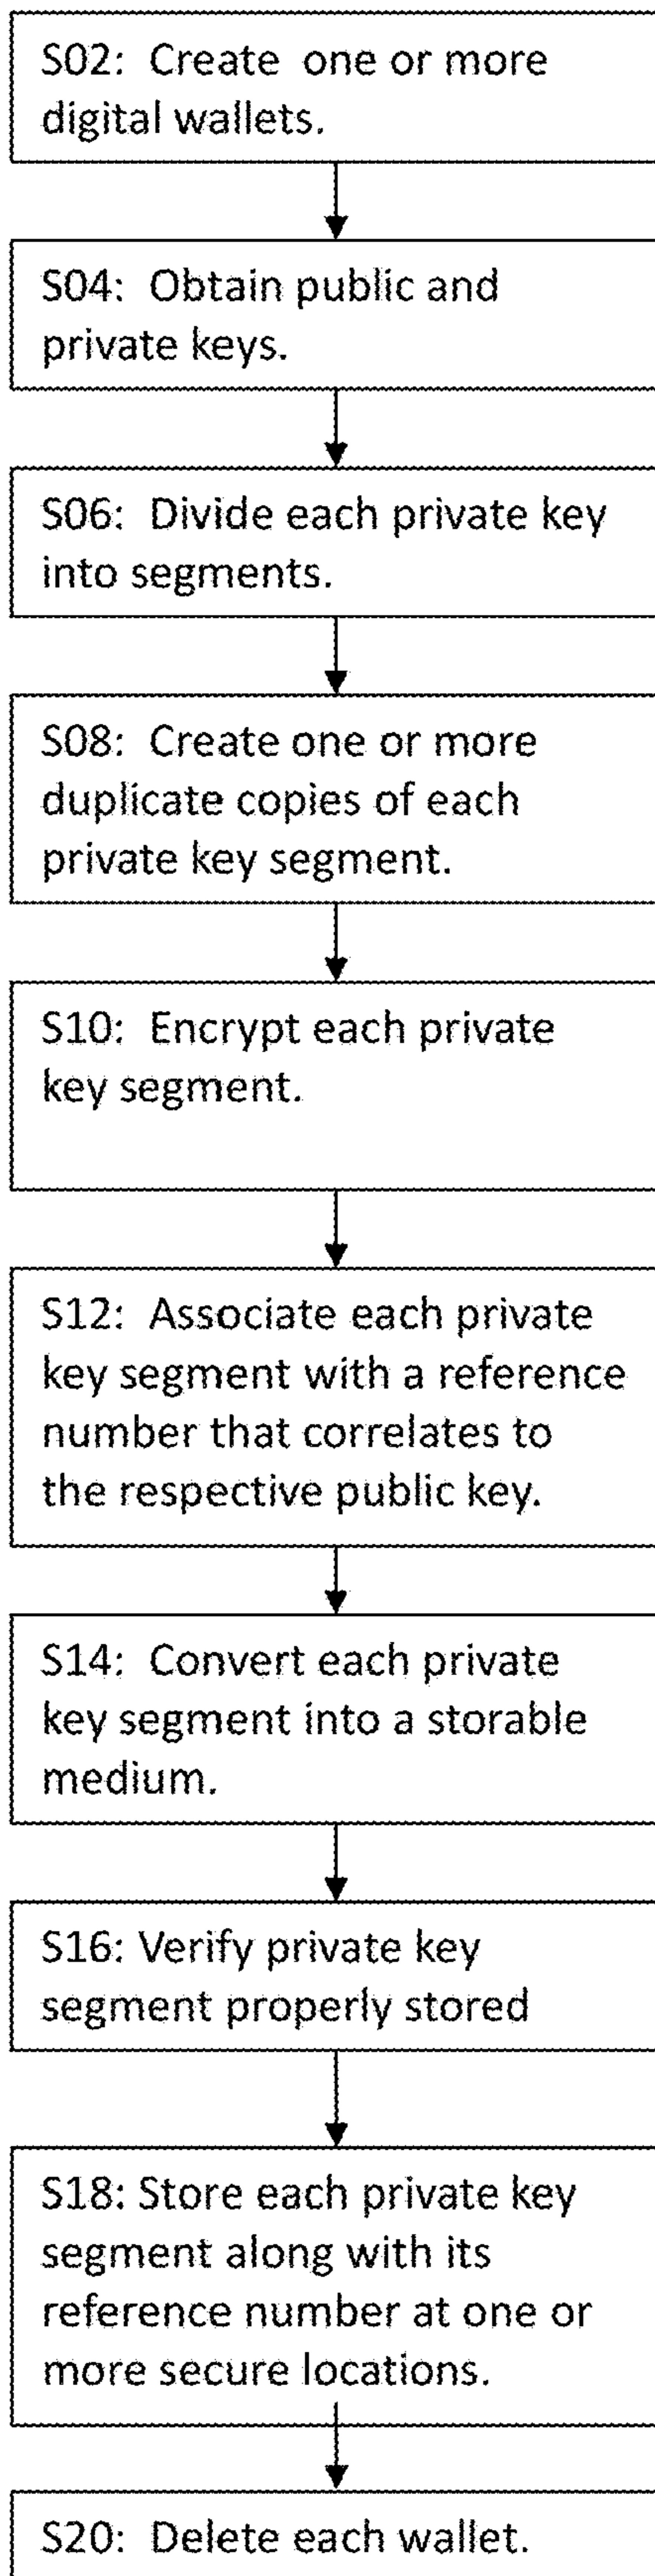 S02:  Create  one or more
digital wallets.
S04:  Obtain public and
private keys.
S06:  Divide each private key
into segments.
S08:  Create one or more
duplicate copies of each
private key segment.
S10:  Encrypt each private
key segment.
S12:  Associate each private
key segment with a reference
number that correlates to
the respective public key.
S14:  Convert each private
key segment into a storable
medium.
S16: Verify private key
segment properly stored
S18: Store each private key
segment along with its
reference number at one or
more secure locations.
S20:  Delete each wallet.